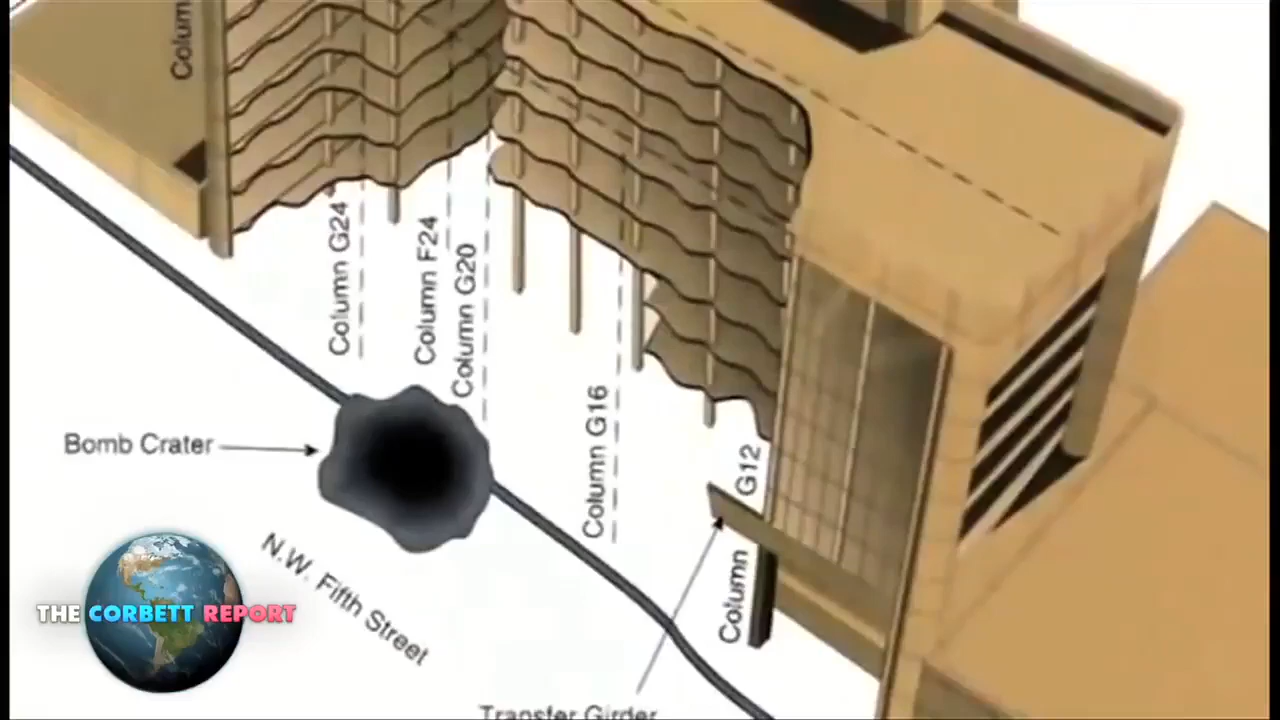 Colum
Column G24
Column F24
Column G20
Column G16
Column G12
Bomb Crater
N.W. Fifth Street
Transfer Girder
THE CORBETT REPORT